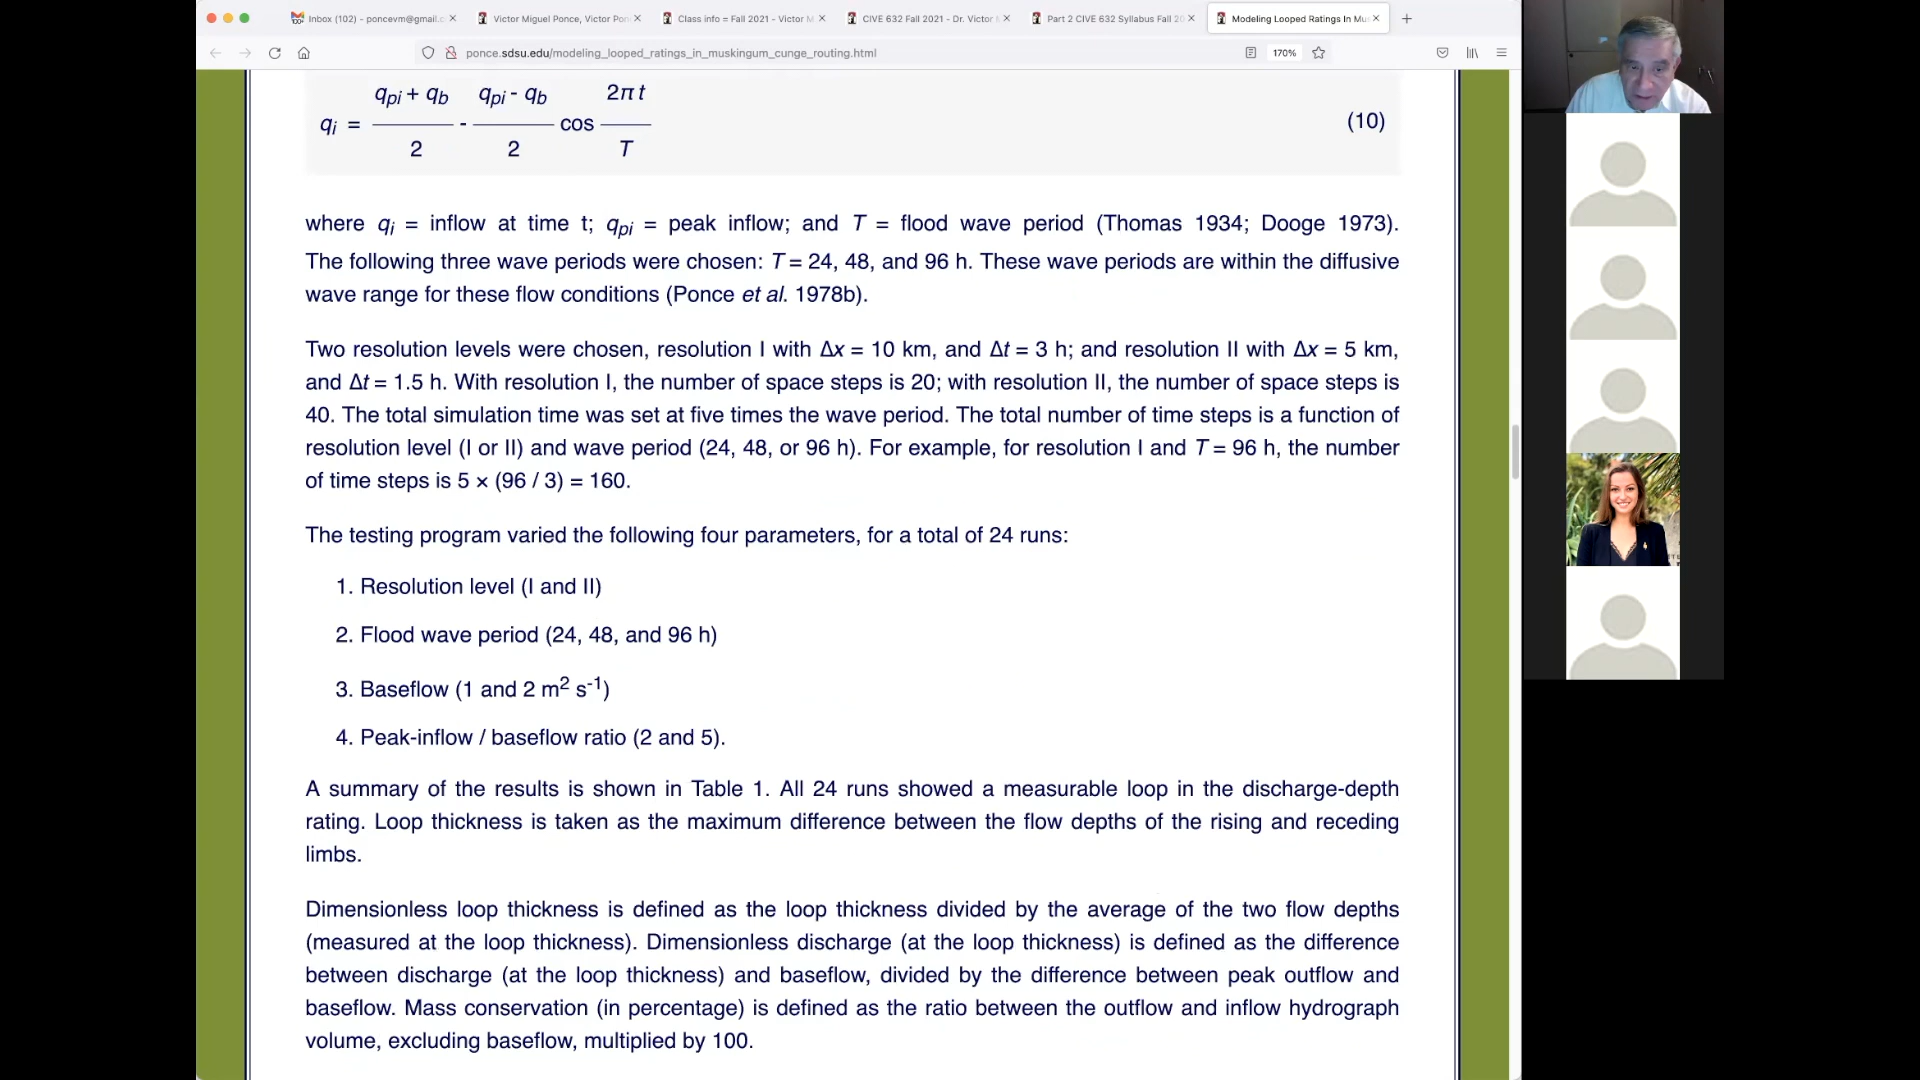 Inbox (102) - poncevm@gmail.c
Victor Miguel Ponce, Victor Pon
Class info = Fall 2021 - Victor M
CIVE 632 Fall 2021 - Dr. Victor
Part 2 CIVE 632 Syllabus Fall 20
Modeling Looped Ratings In Mu
ponce.sdsu.edu/modeling_looped_ratings_in_muskingum_cunge_routing.html
170%
qpi + qb qpi - qb 2π t
qi = - cos (10)
2 2 T
where qi = inflow at time t; qpi = peak inflow; and T = flood wave period (Thomas 1934; Dooge 1973).
The following three wave periods were chosen: T = 24, 48, and 96 h. These wave periods are within the diffusive
wave range for these flow conditions (Ponce et al. 1978b).
Two resolution levels were chosen, resolution I with Δx = 10 km, and Δt = 3 h; and resolution II with Δx = 5 km,
and Δt = 1.5 h. With resolution I, the number of space steps is 20; with resolution II, the number of space steps is
40. The total simulation time was set at five times the wave period. The total number of time steps is a function of
resolution level (I or II) and wave period (24, 48, or 96 h). For example, for resolution I and T = 96 h, the number
of time steps is 5 × (96 / 3) = 160.
The testing program varied the following four parameters, for a total of 24 runs:
1. Resolution level (I and II)
2. Flood wave period (24, 48, and 96 h)
3. Baseflow (1 and 2 m2 s-1)
4. Peak-inflow / baseflow ratio (2 and 5).
A summary of the results is shown in Table 1. All 24 runs showed a measurable loop in the discharge-depth
rating. Loop thickness is taken as the maximum difference between the flow depths of the rising and receding
limbs.
Dimensionless loop thickness is defined as the loop thickness divided by the average of the two flow depths
(measured at the loop thickness). Dimensionless discharge (at the loop thickness) is defined as the difference
between discharge (at the loop thickness) and baseflow, divided by the difference between peak outflow and
baseflow. Mass conservation (in percentage) is defined as the ratio between the outflow and inflow hydrograph
volume, excluding baseflow, multiplied by 100.